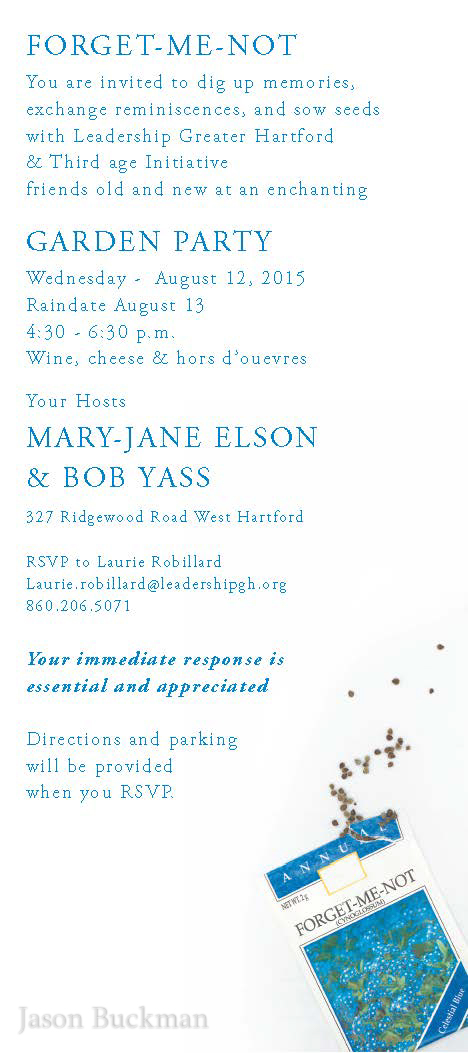 FORGET-ME-NOT
You are invited to dig up memories,
exchange reminiscences, and sow seeds
with Leadership Greater Hartford
& Third age Initiative
friends old and new at an enchanting
GARDEN PARTY
Wednesday - August 12, 2015
Raindate August 13
4:30 - 6:30 p.m.
Wine, cheese & hors d'ouevres
Your Hosts
MARY-JANE ELSON
& BOB YASS
327 Ridgewood Road West Hartford
RSVP to Laurie Robillard
Laurie.robillard@leadershipgh.org
860.206.5071
Your immediate response is
essential and appreciated
Directions and parking
will be provided
when you RSVP.
ANNUAL
NET WT. 2 g
FORGET-ME-NOT
(CYNOGLOSSUM)
Celestial Blue
Jason Buckman